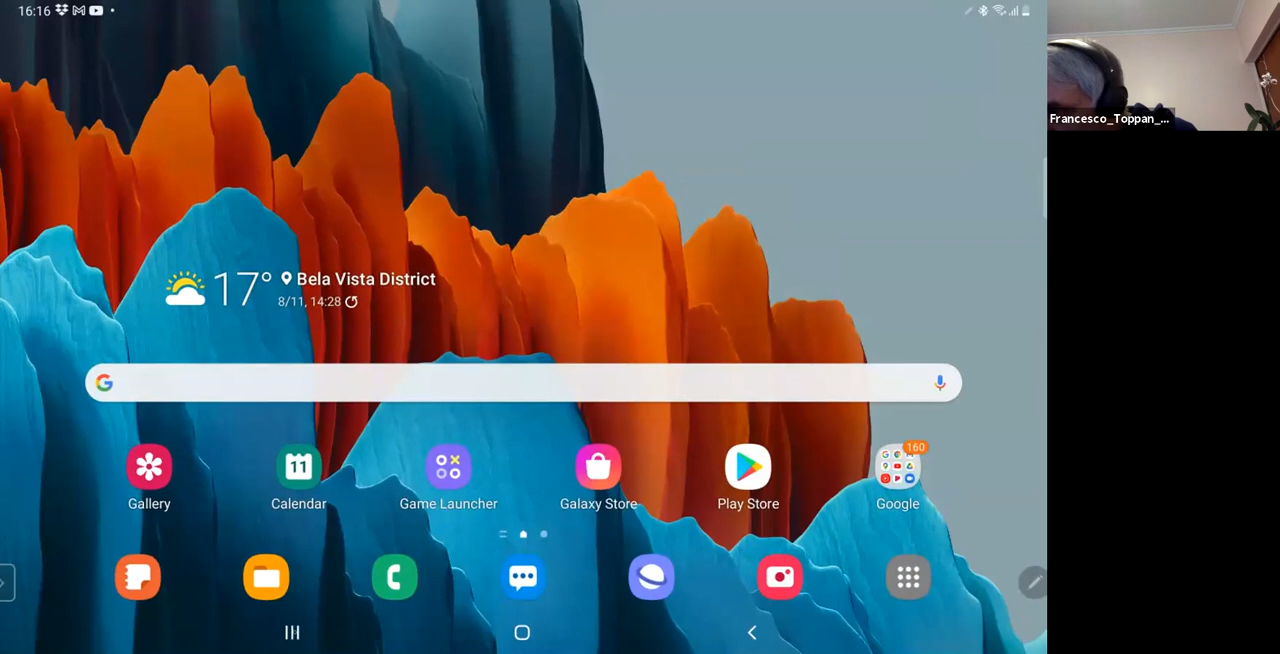 16:16
Francesco_Toppan_...
17° Bela Vista District
8/11, 14:28
G
160
11
Gallery
Calendar
Game Launcher
Galaxy Store
Play Store
Google